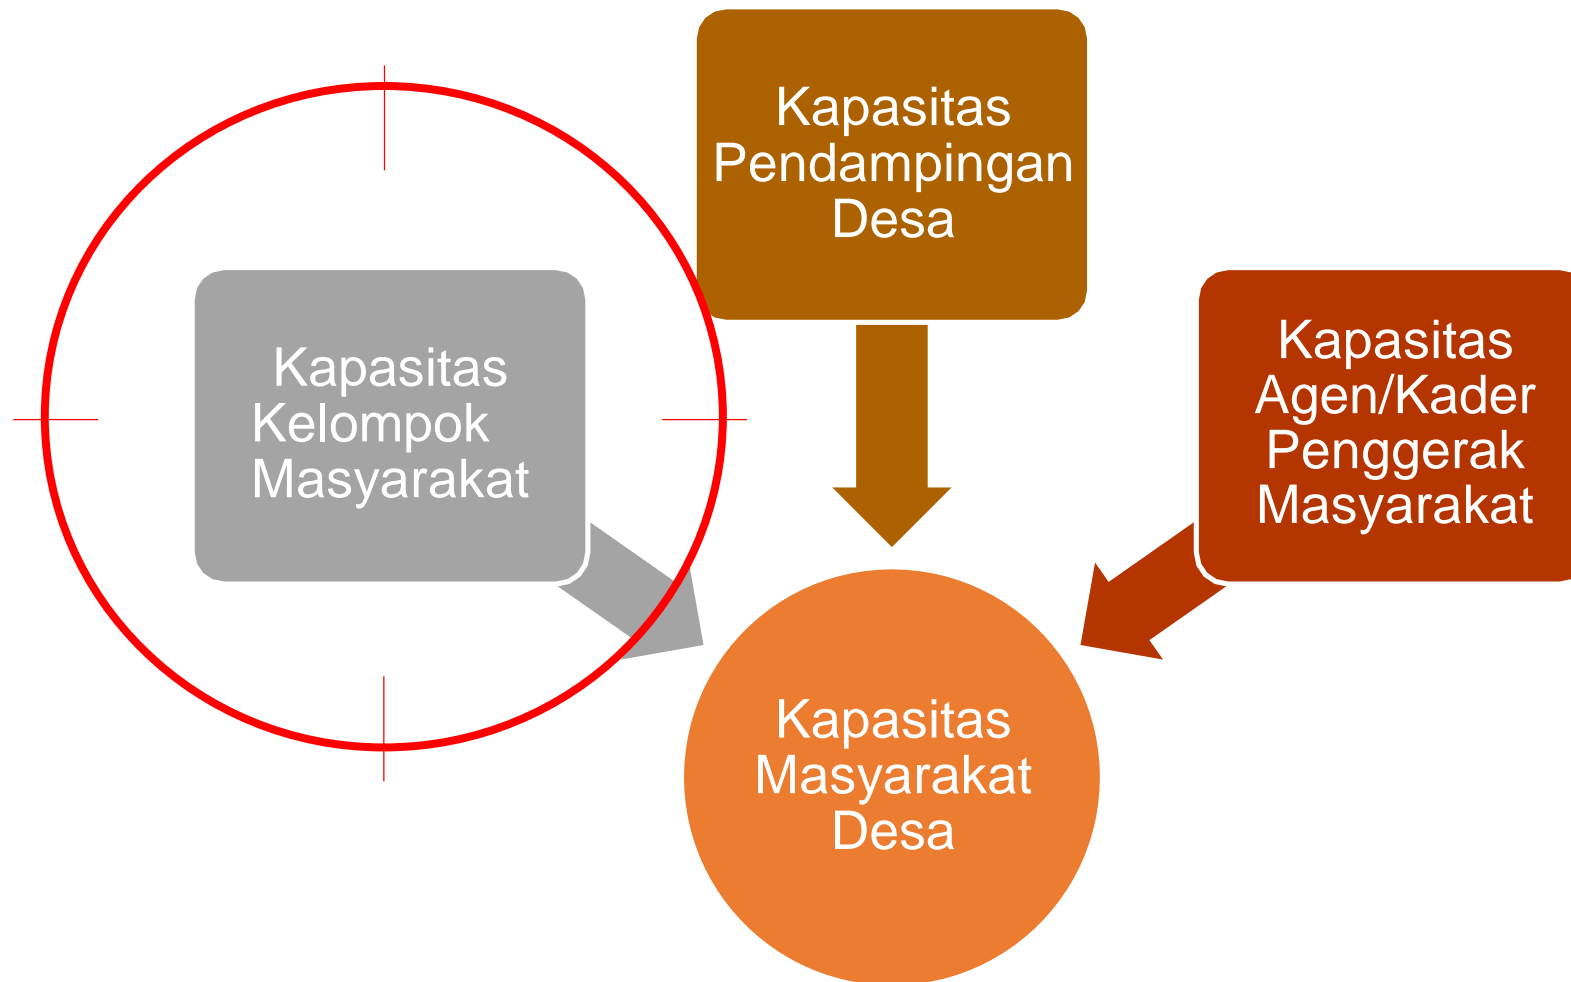 Kapasitas
Pendampingan
Desa
Kapasitas
Kelompok
Masyarakat
Kapasitas
Agen/Kader
Penggerak
Masyarakat
Kapasitas
Masyarakat
Desa